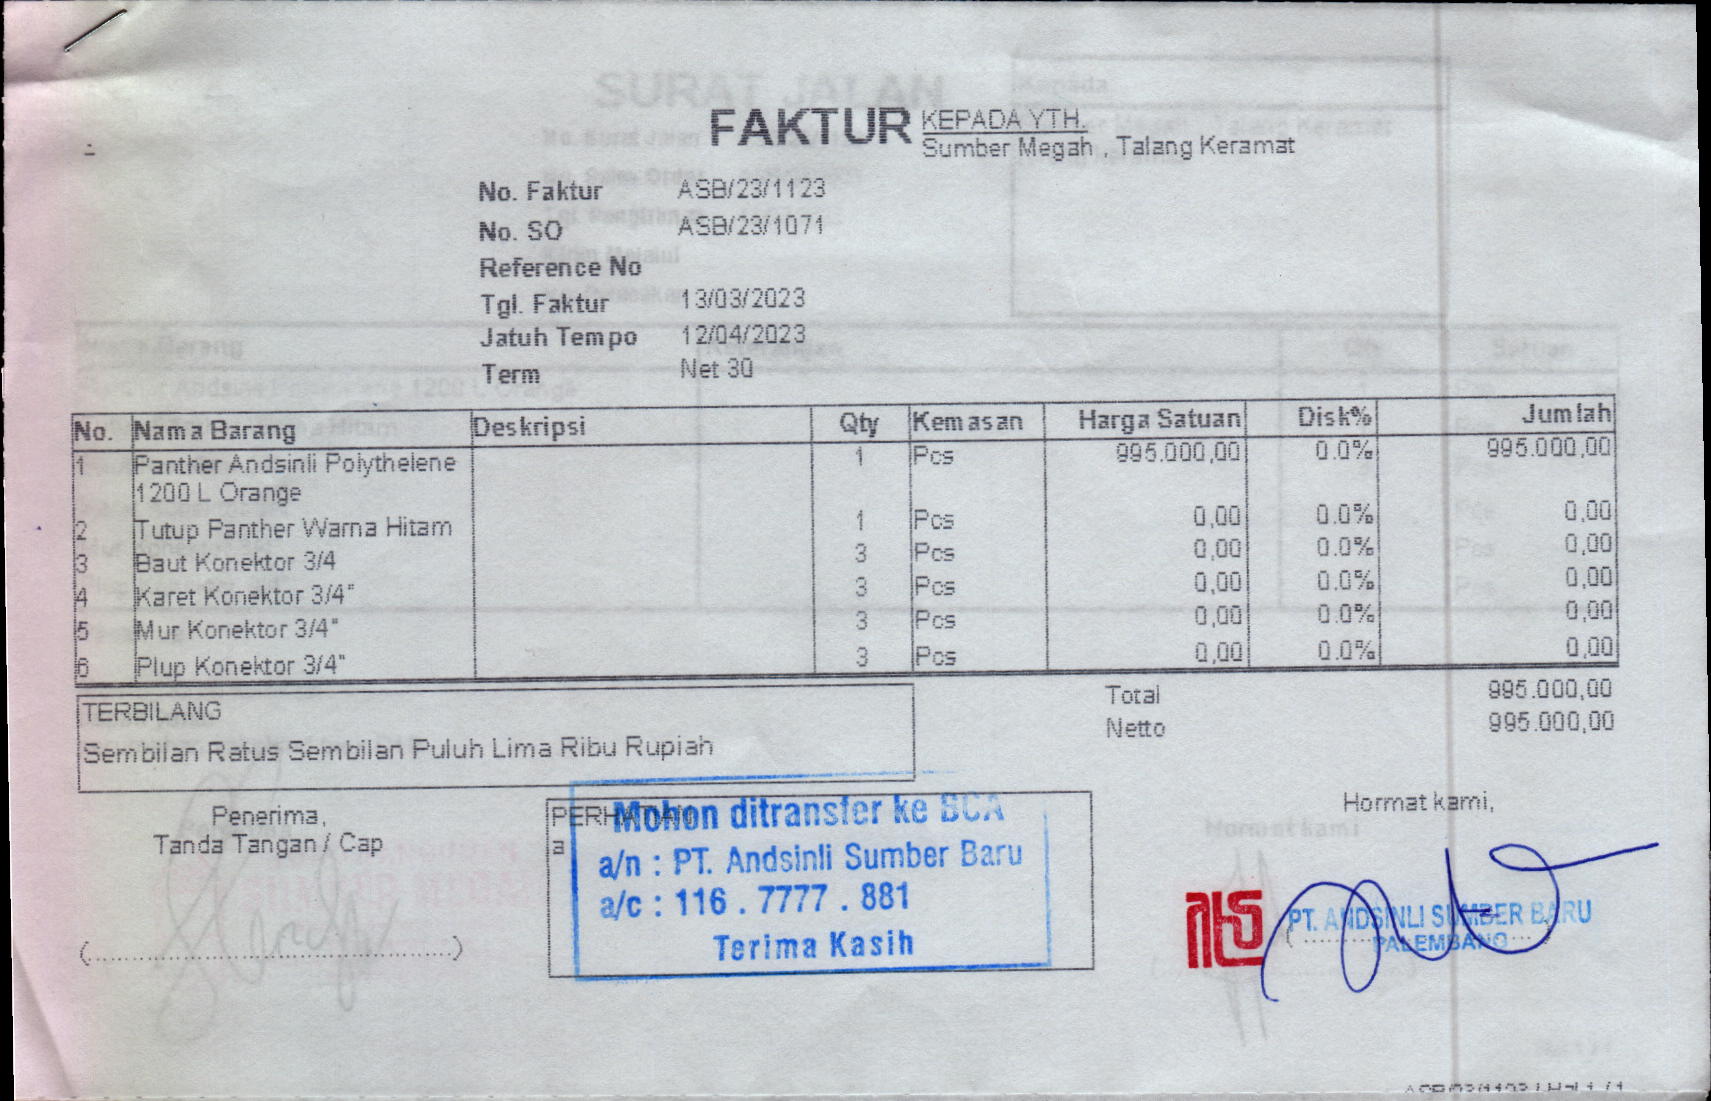 FAKTUR
KEPADA YTH.
Sumber Megah , Talang Keramat
No. Faktur ASB/23/1123
No. SO ASB/23/1071
Reference No
Tgl. Faktur 13/03/2023
Jatuh Tempo 12/04/2023
Term Net 30
No. Nama Barang Deskripsi Qty Kemasan Harga Satuan Disk% Jumlah
1 Panther Andsinli Polythelene 1 Pcs 995.000,00 0.0% 995.000,00
1200 L Orange
2 Tutup Panther Warna Hitam 1 Pcs 0,00 0.0% 0,00
3 Baut Konektor 3/4 3 Pcs 0,00 0.0% 0,00
4 Karet Konektor 3/4" 3 Pcs 0,00 0.0% 0,00
5 Mur Konektor 3/4" 3 Pcs 0,00 0.0% 0,00
6 Plup Konektor 3/4" 3 Pcs 0,00 0.0% 0,00
Total 995.000,00
Netto 995.000,00
TERBILANG
Sembilan Ratus Sembilan Puluh Lima Ribu Rupiah
Penerima,
Tanda Tangan / Cap
(..........................................................)
a
Mohon ditransfer ke BCA
a/n : PT. Andsinli Sumber Baru
a/c : 116 . 7777 . 881
Terima Kasih
Hormat kami,
PT. ANDSINLI SUMBER BARU
PALEMBANG